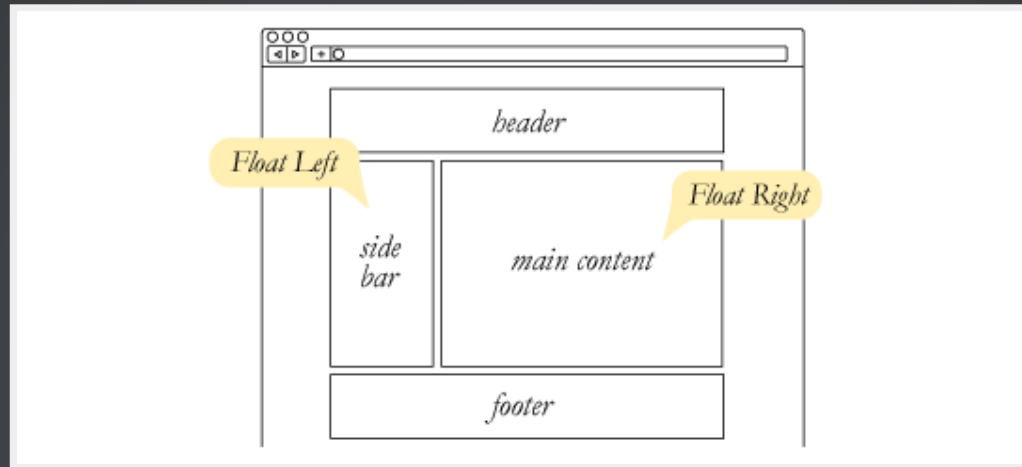 header
Float Left
Float Right
side
bar
main content
footer